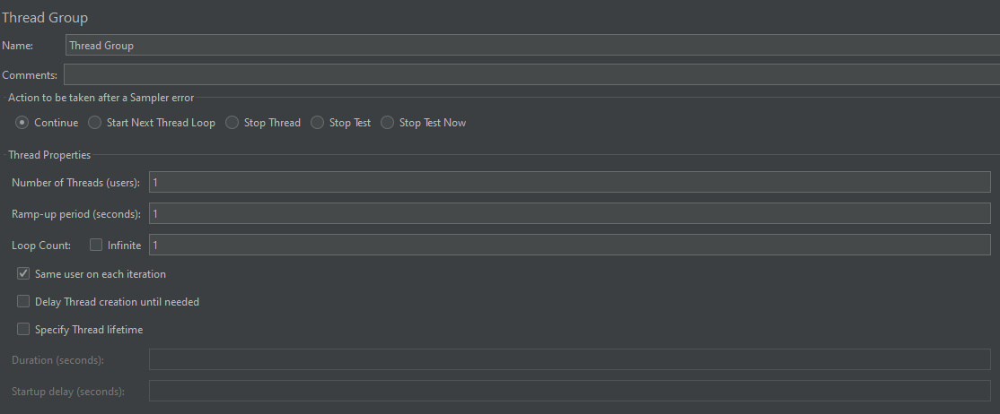 Thread Group
Name: Thread Group
Comments:
Action to be taken after a Sampler error
Continue Start Next Thread Loop Stop Thread Stop Test Stop Test Now
Thread Properties
Number of Threads (users): 1
Ramp-up period (seconds): 1
Loop Count: Infinite 1
Same user on each iteration
Delay Thread creation until needed
Specify Thread lifetime
Duration (seconds):
Startup delay (seconds):